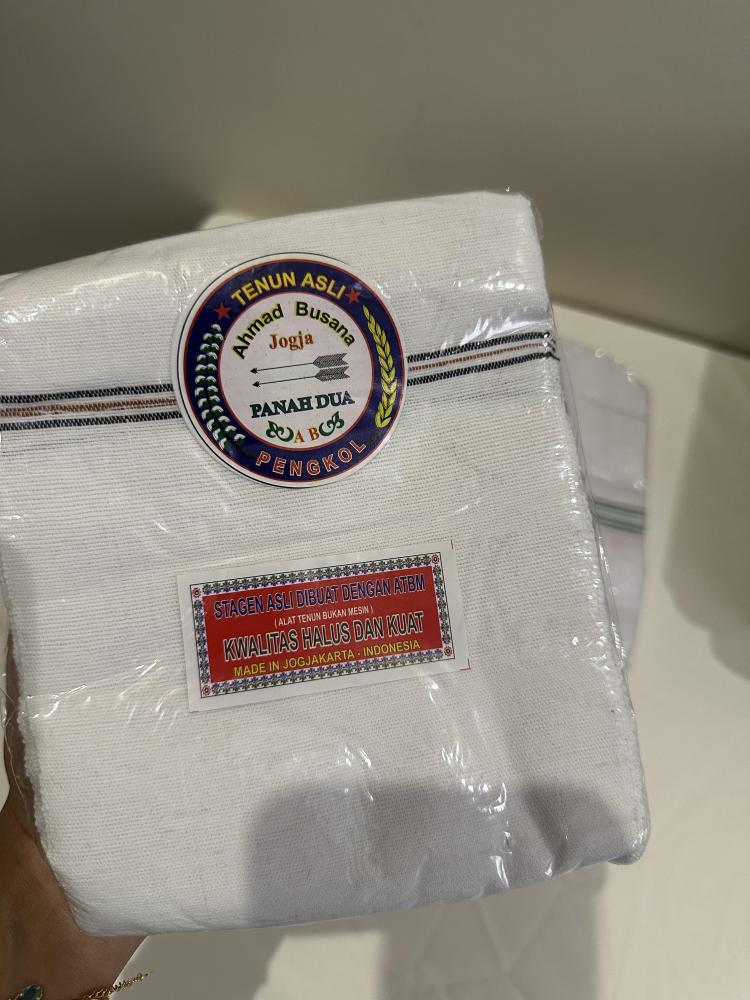 TENUN ASLI
Ahmad Busana
Jogja
PANAH DUA
A B
PENGKOL
STAGEN ASLI DIBUAT DENGAN ATBM
( ALAT TENUN BUKAN MESIN )
KWALITAS HALUS DAN KUAT
MADE IN JOGJAKARTA - INDONESIA